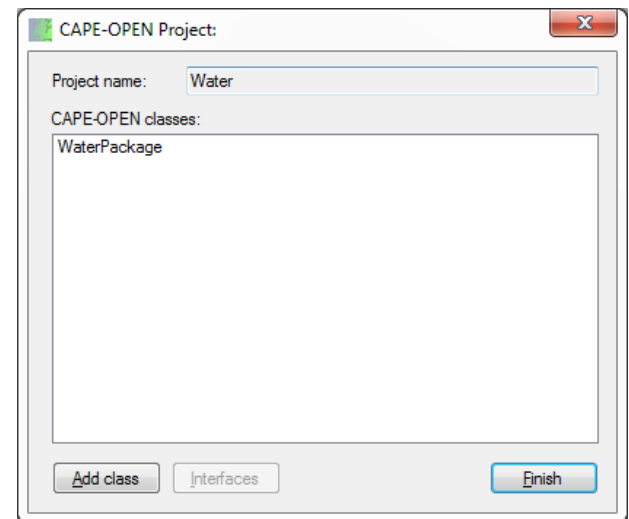 CAPE-OPEN Project:
Project name: Water
CAPE-OPEN classes:
WaterPackage
Add class Interfaces Finish